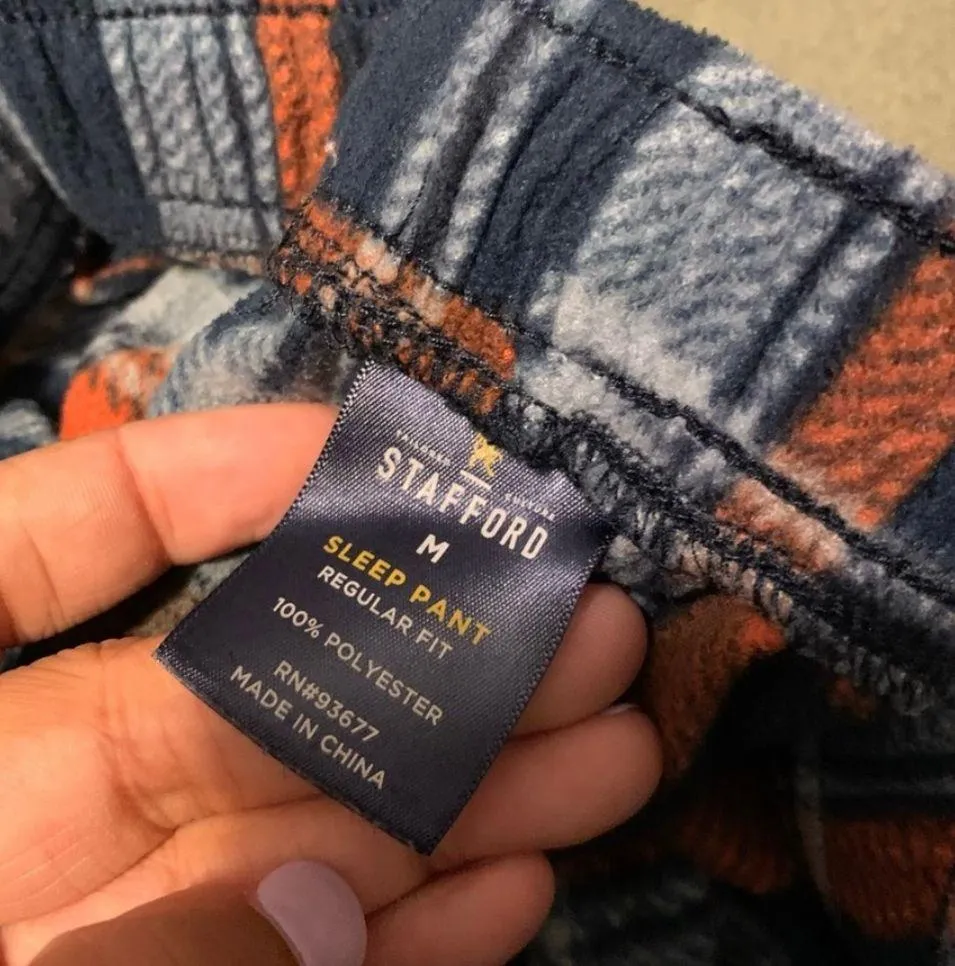 STAFFORD
M
SLEEP PANT
REGULAR FIT
100% POLYESTER
RN#93677
MADE IN CHINA